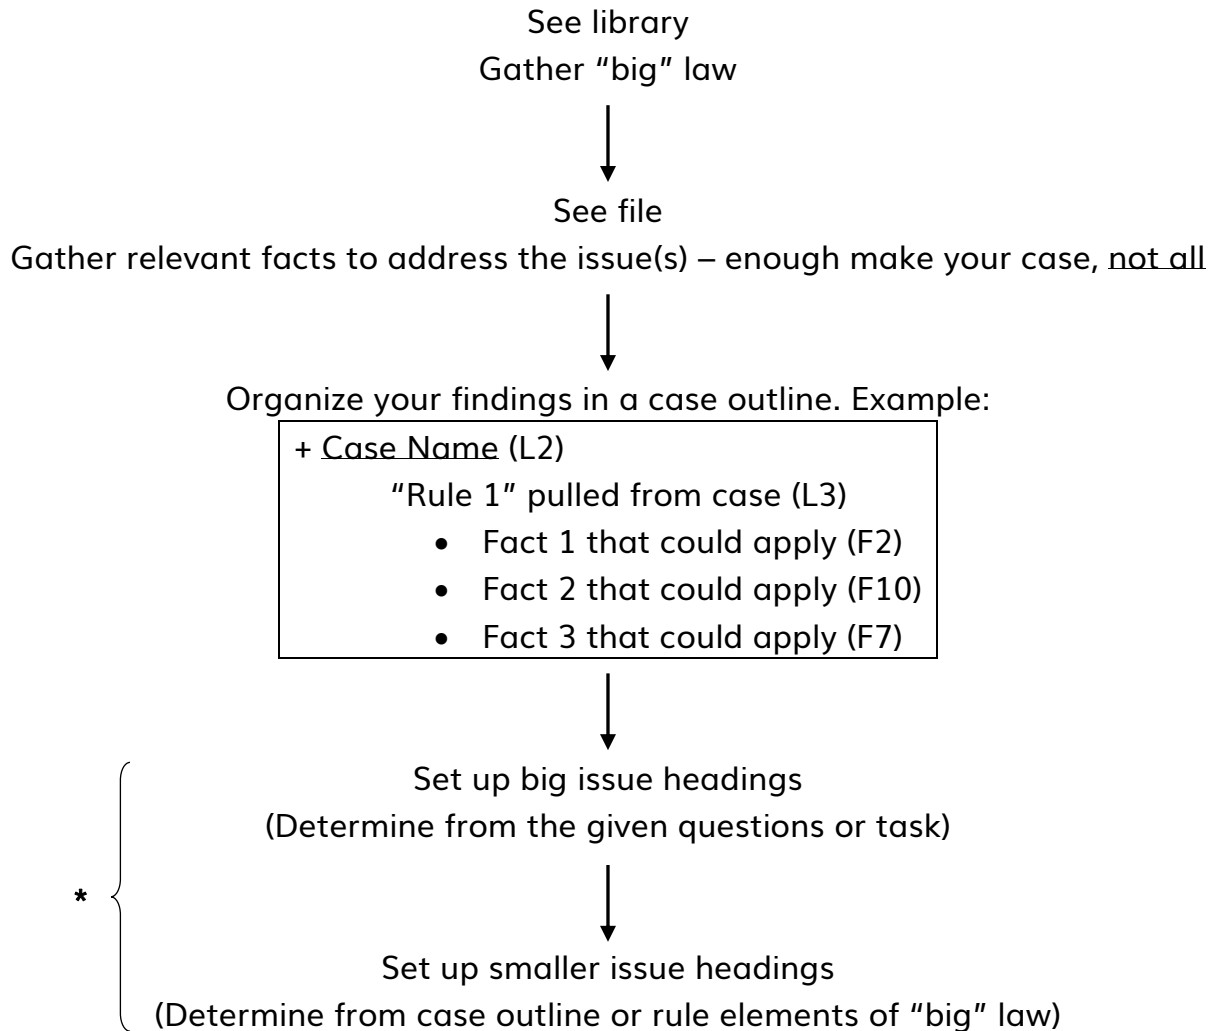 See library
Gather “big” law
See file
Gather relevant facts to address the issue(s) – enough make your case, not all
Organize your findings in a case outline. Example:
+ Case Name (L2)
“Rule 1” pulled from case (L3)
• Fact 1 that could apply (F2)
• Fact 2 that could apply (F10)
• Fact 3 that could apply (F7)
Set up big issue headings
(Determine from the given questions or task)
*
Set up smaller issue headings
(Determine from case outline or rule elements of “big” law)